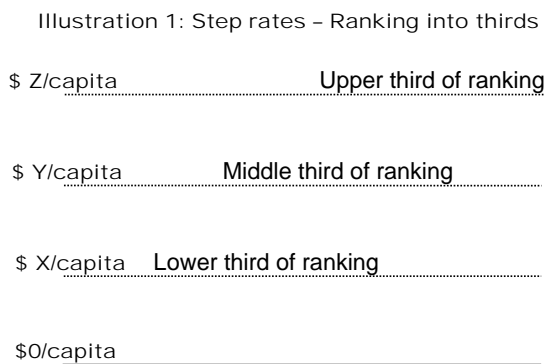 Illustration 1: Step rates – Ranking into thirds
$ Z/capita Upper third of ranking
$ Y/capita Middle third of ranking
$ X/capita Lower third of ranking
$0/capita